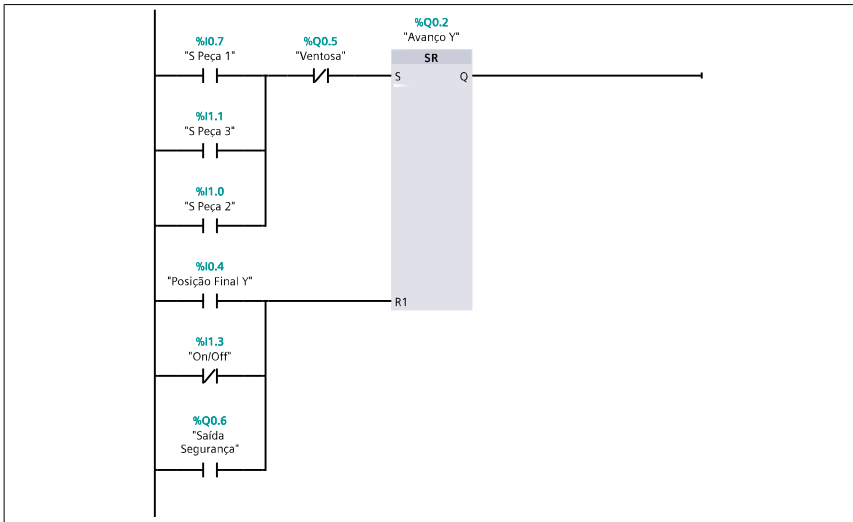 %Q0.2
"Avanço Y"
%I0.7
"S Peça 1"
%Q0.5
"Ventosa"
SR
S
Q
%I1.1
"S Peça 3"
%I1.0
"S Peça 2"
%I0.4
"Posição Final Y"
R1
%I1.3
"On/Off"
%Q0.6
"Saída
Segurança"